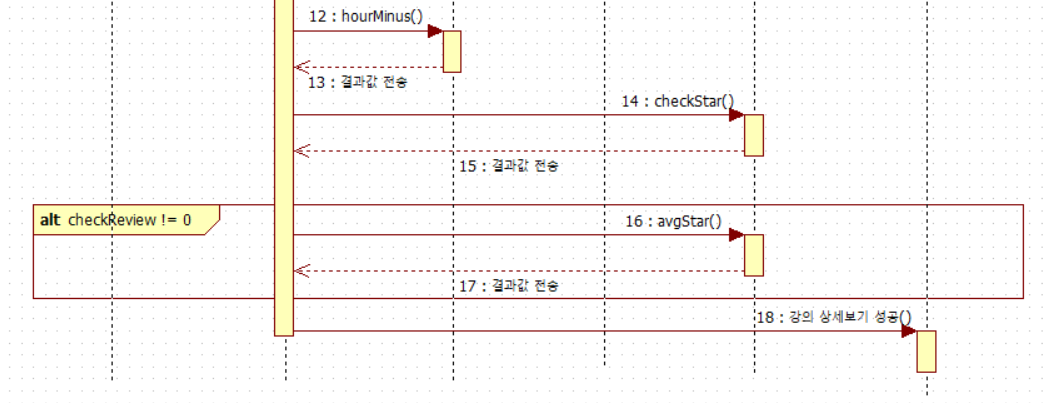 12 : hourMinus()
13 : 결과값 전송
14 : checkStar()
15 : 결과값 전송
alt checkReview != 0
16 : avgStar()
17 : 결과값 전송
18 : 강의 상세보기 성공()